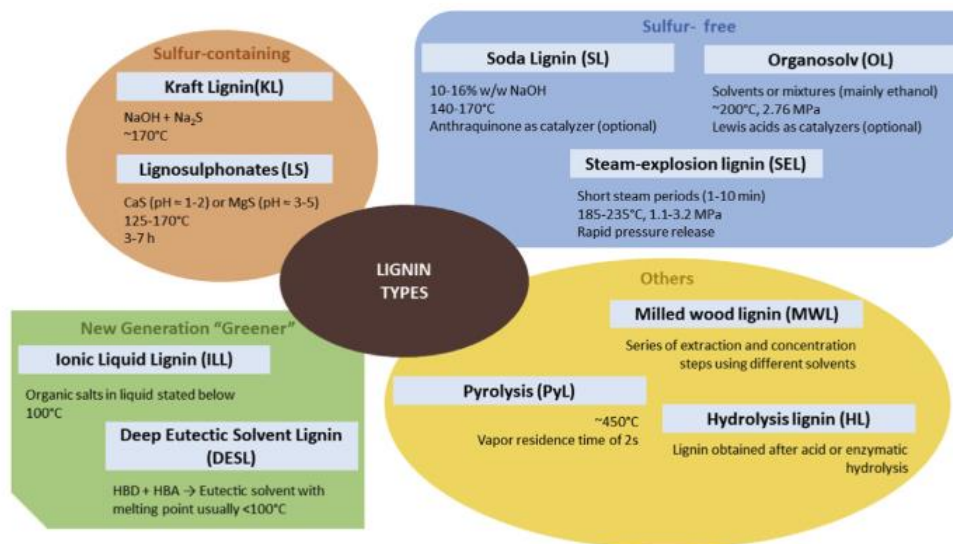 Sulfur-containing
Kraft Lignin(KL)
NaOH + Na₂S
~170°C
Lignosulphonates (LS)
CaS (pH ≈ 1-2) or MgS (pH ≈ 3-5)
125-170°C
3-7 h
Sulfur- free
Soda Lignin (SL)
10-16% w/w NaOH
140-170°C
Anthraquinone as catalyzer (optional)
Organosolv (OL)
Solvents or mixtures (mainly ethanol)
~200°C, 2.76 MPa
Lewis acids as catalyzers (optional)
Steam-explosion lignin (SEL)
Short steam periods (1-10 min)
185-235°C, 1.1-3.2 MPa
Rapid pressure release
LIGNIN
TYPES
New Generation “Greener”
Ionic Liquid Lignin (ILL)
Organic salts in liquid stated below
100°C
Deep Eutectic Solvent Lignin
(DESL)
HBD + HBA → Eutectic solvent with
melting point usually <100°C
Others
Milled wood lignin (MWL)
Series of extraction and concentration
steps using different solvents
Pyrolysis (PyL)
~450°C
Vapor residence time of 2s
Hydrolysis lignin (HL)
Lignin obtained after acid or enzymatic
hydrolysis